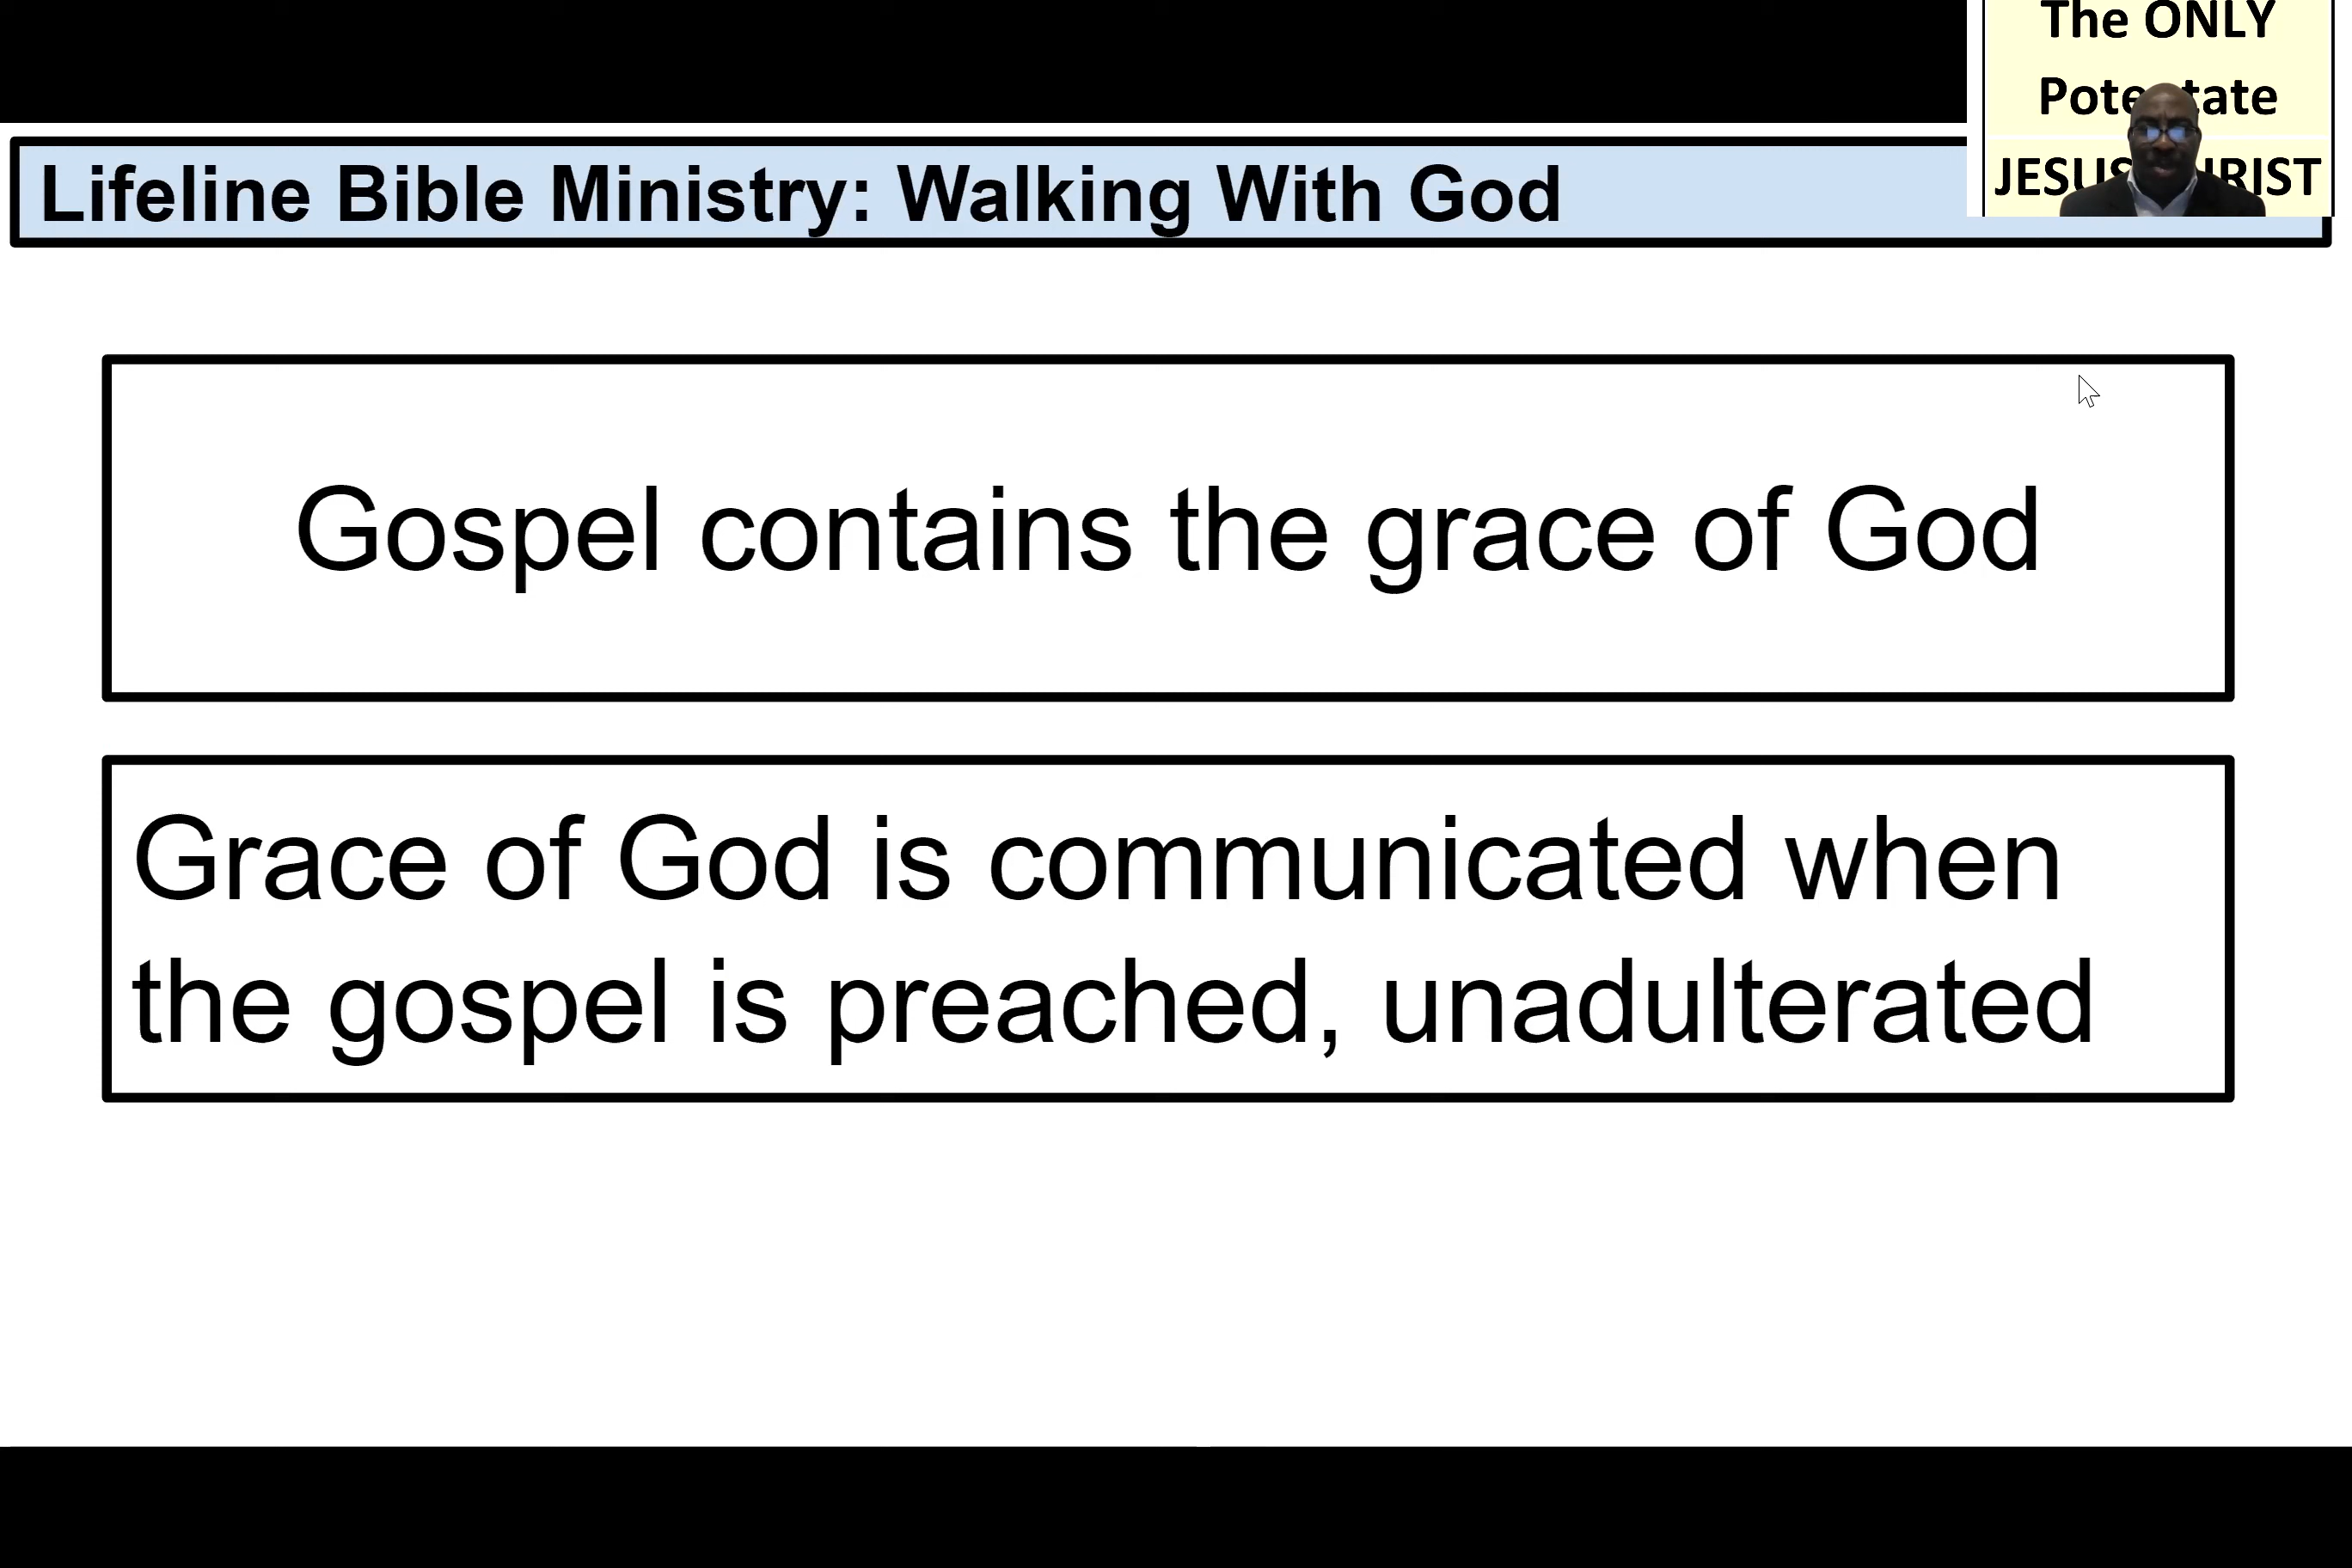 The ONLY
JESUS
Lifeline Bible Ministry: Walking With God
Gospel contains the grace of God
Grace of God is communicated when
the gospel is preached, unadulterated